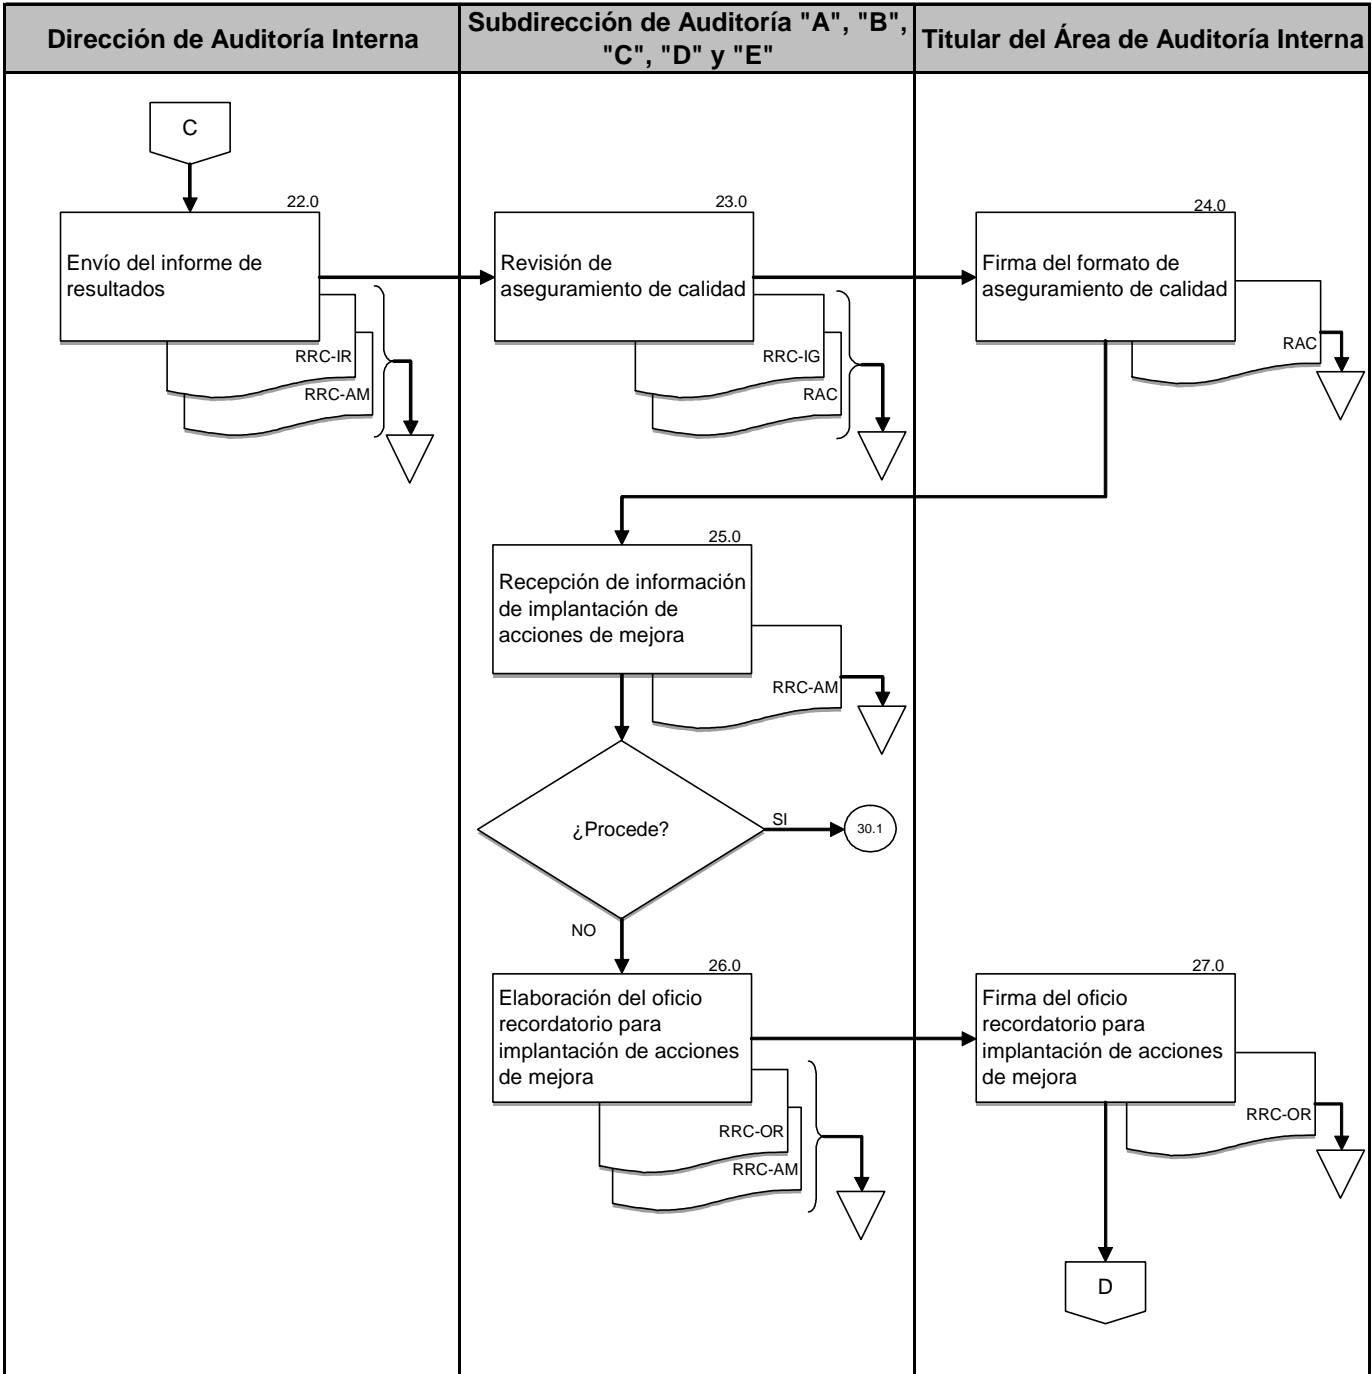 Dirección de Auditoría Interna
Subdirección de Auditoría "A", "B",
"C", "D" y "E"
Titular del Área de Auditoría Interna
C
22.0
Envío del informe de
resultados
RRC-IR
RRC-AM
23.0
Revisión de
aseguramiento de calidad
RRC-IG
RAC
24.0
Firma del formato de
aseguramiento de calidad
RAC
25.0
Recepción de información
de implantación de
acciones de mejora
RRC-AM
¿Procede?
SI
30.1
NO
26.0
Elaboración del oficio
recordatorio para
implantación de acciones
de mejora
RRC-OR
RRC-AM
27.0
Firma del oficio
recordatorio para
implantación de acciones
de mejora
RRC-OR
D